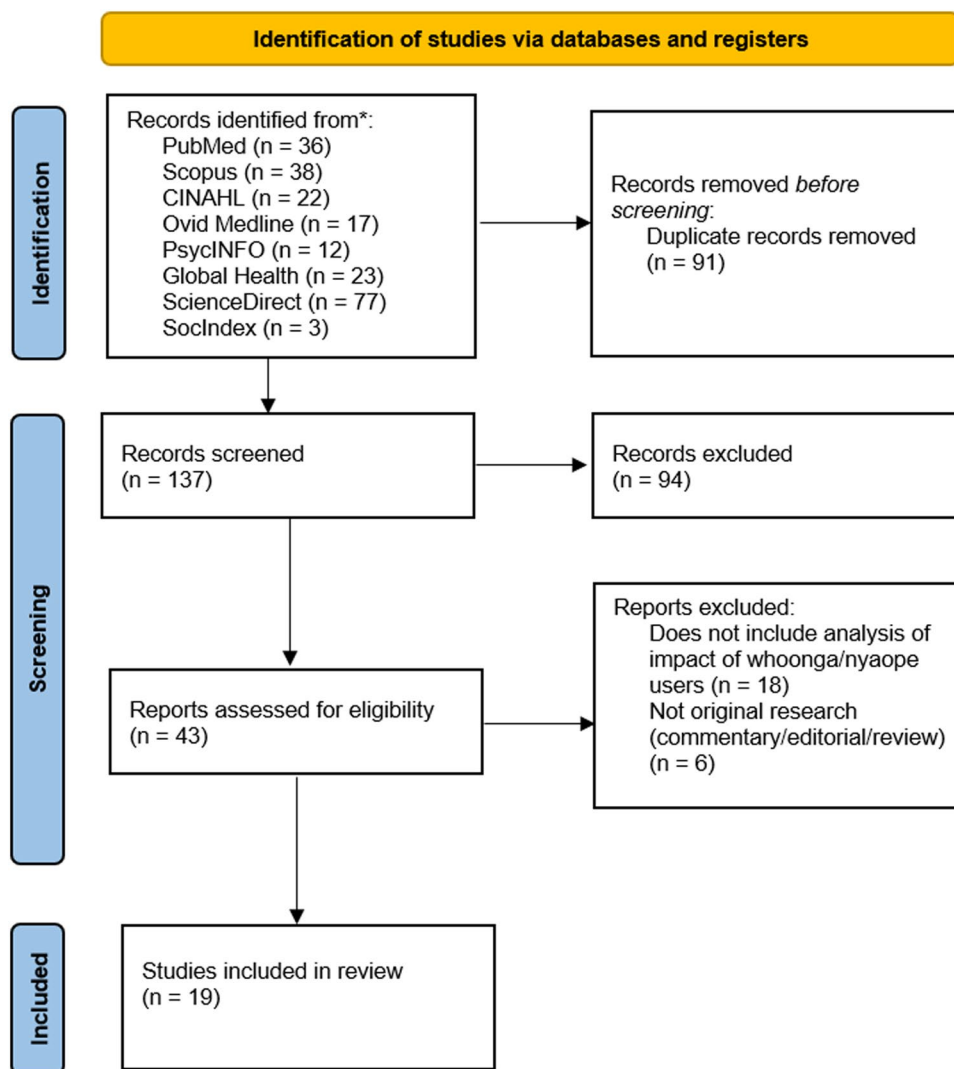 Identification of studies via databases and registers
Identification
Records identified from*:
PubMed (n = 36)
Scopus (n = 38)
CINAHL (n = 22)
Ovid Medline (n = 17)
PsycINFO (n = 12)
Global Health (n = 23)
ScienceDirect (n = 77)
SocIndex (n = 3)
Records removed before
screening:
Duplicate records removed
(n = 91)
Screening
Records screened
(n = 137)
Records excluded
(n = 94)
Reports assessed for eligibility
(n = 43)
Reports excluded:
Does not include analysis of
impact of whoonga/nyaope
users (n = 18)
Not original research
(commentary/editorial/review)
(n = 6)
Included
Studies included in review
(n = 19)